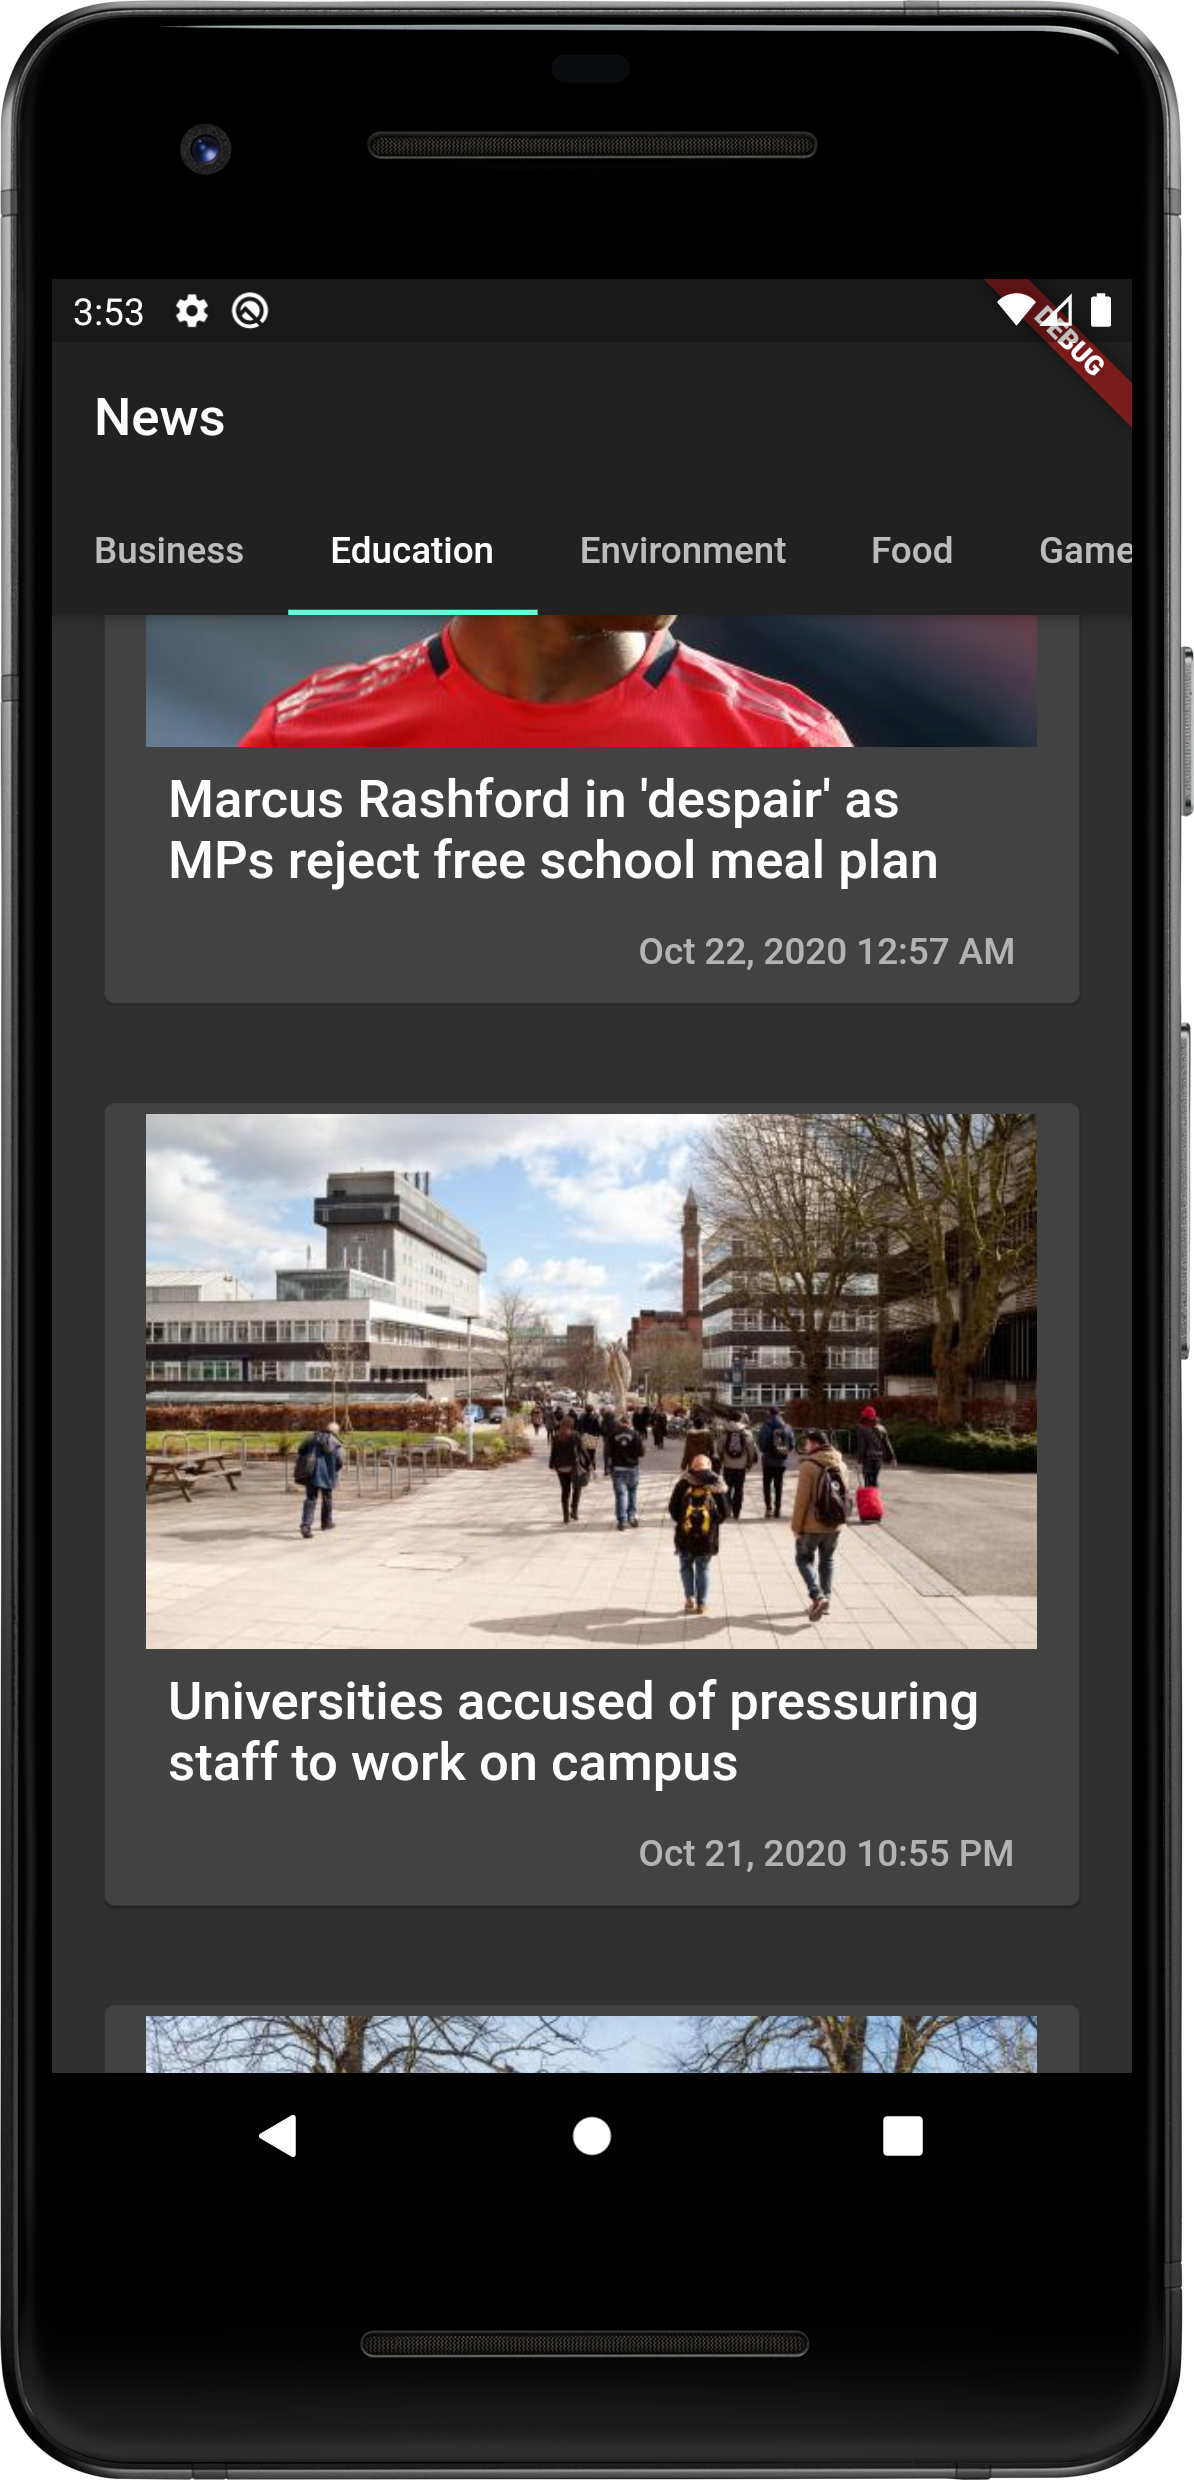 3:53
DEBUG
News
Business Education Environment Food Game
Marcus Rashford in 'despair' as
MPs reject free school meal plan
Oct 22, 2020 12:57 AM
Universities accused of pressuring
staff to work on campus
Oct 21, 2020 10:55 PM